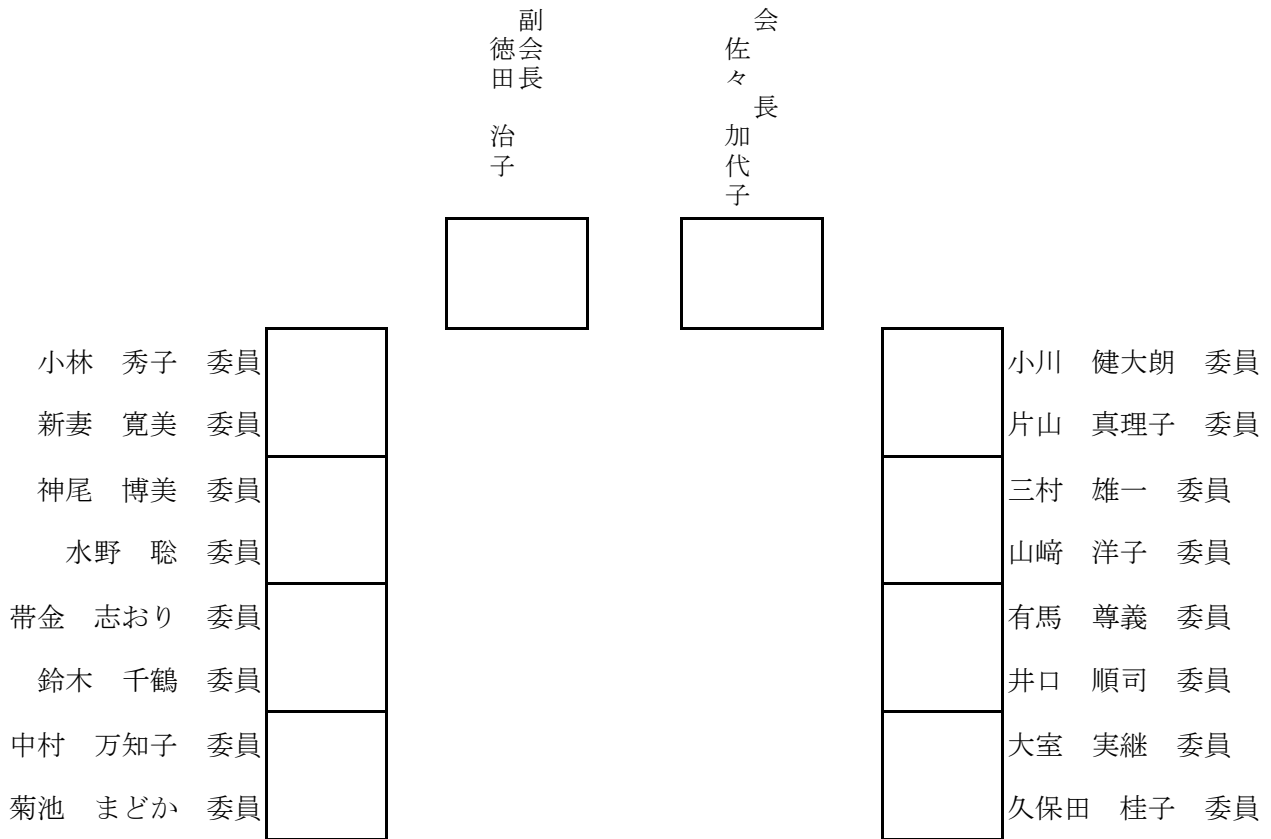 会　長
佐々　加代子
副会長
徳田　治子
小林　秀子　委員
新妻　寛美　委員
神尾　博美　委員
水野　聡　委員
帯金　志おり　委員
鈴木　千鶴　委員
中村　万知子　委員
菊池　まどか　委員
小川　健大朗　委員
片山　真理子　委員
三村　雄一　委員
山﨑　洋子　委員
有馬　尊義　委員
井口　順司　委員
大室　実継　委員
久保田　桂子　委員